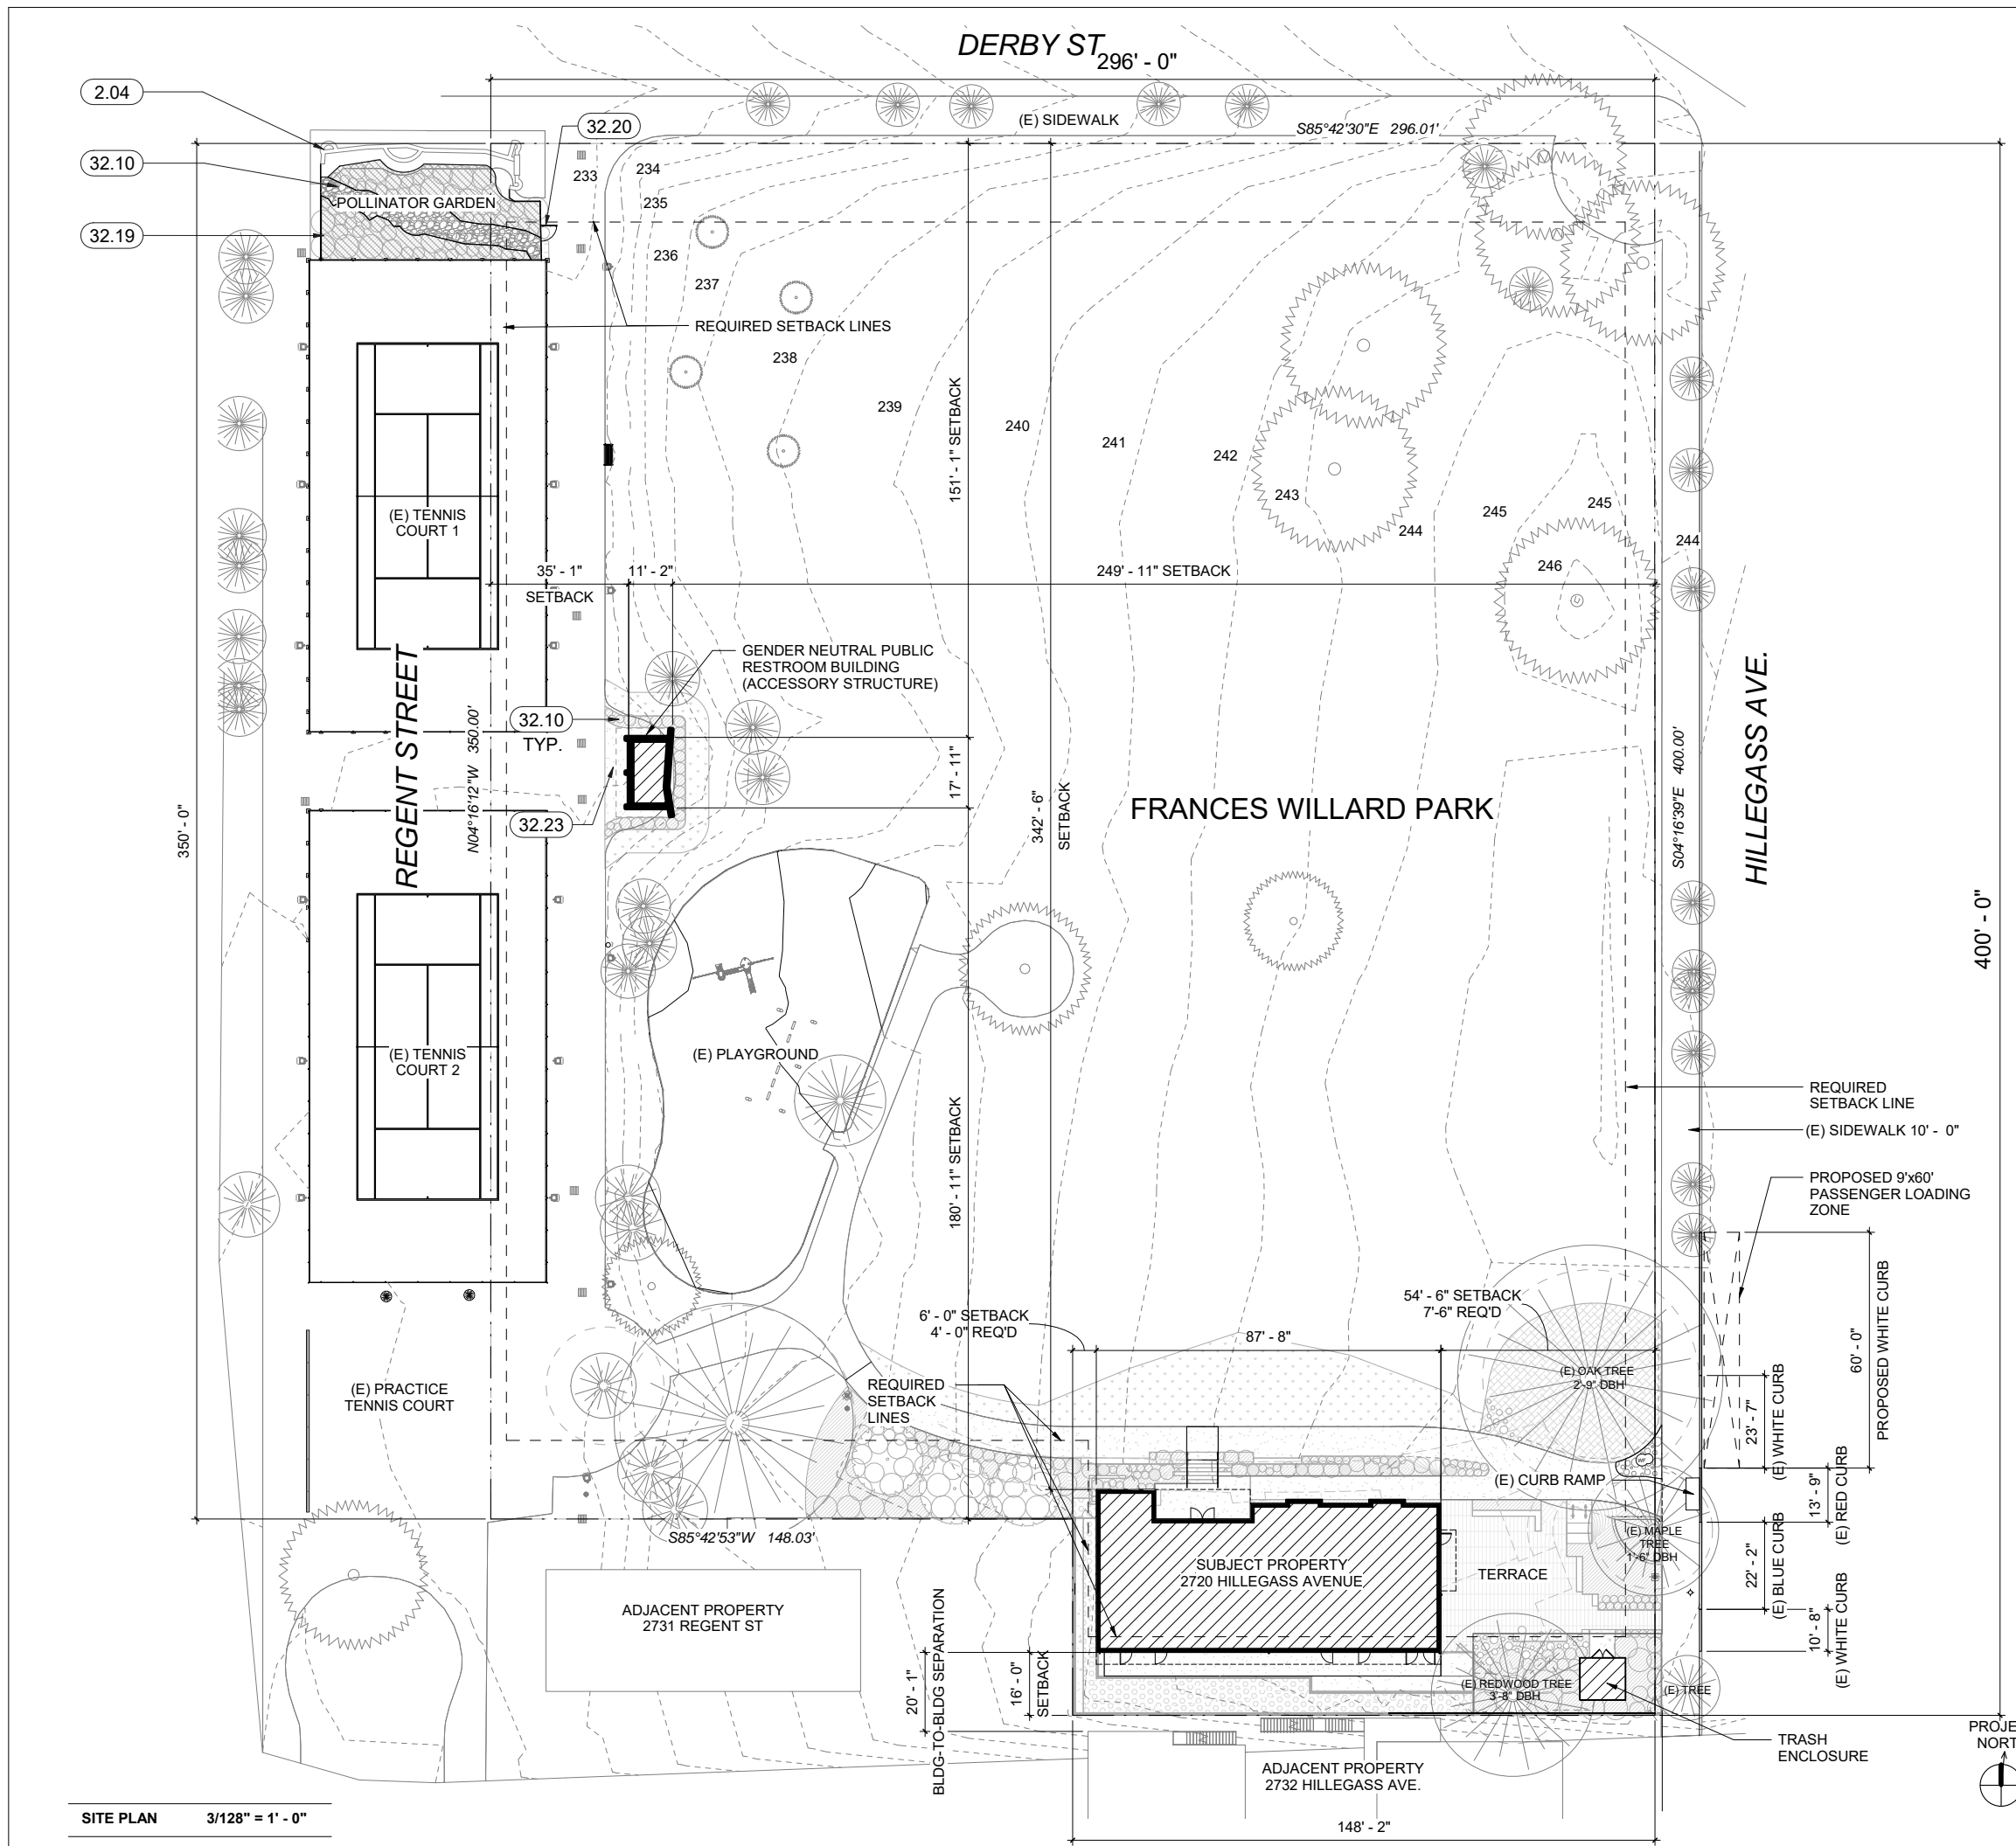 DERBY ST
296' - 0"
2.04
32.20
(E) SIDEWALK
S85°42'30"E 296.01'
32.10
233
234
235
POLLINATOR GARDEN
32.19
236
237
REQUIRED SETBACK LINES
238
239
240
241
242
243
244
245
245
244
246
151' - 1" SETBACK
(E) TENNIS
COURT 1
35' - 1"
SETBACK
11' - 2"
249' - 11" SETBACK
GENDER NEUTRAL PUBLIC
RESTROOM BUILDING
(ACCESSORY STRUCTURE)
REGENT STREET
N04°16'12"W 350.00'
32.10
TYP.
32.23
17' - 11"
342' - 6"
SETBACK
350' - 0"
FRANCES WILLARD PARK
S04°16'39"E 400.00'
HILLEGASS AVE.
400' - 0"
(E) TENNIS
COURT 2
(E) PLAYGROUND
180' - 11" SETBACK
REQUIRED
SETBACK LINE
(E) SIDEWALK 10' - 0"
PROPOSED 9'x60'
PASSENGER LOADING
ZONE
6' - 0" SETBACK
4' - 0" REQ'D
87' - 8"
54' - 6" SETBACK
7'-6" REQ'D
60' - 0"
PROPOSED WHITE CURB
(E) OAK TREE
2'-9" DBH
23' - 7"
(E) WHITE CURB
REQUIRED
SETBACK
LINES
(E) PRACTICE
TENNIS COURT
WF
(E) CURB RAMP
13' - 9"
(E) RED CURB
S85°42'53"W 148.03'
(E) MAPLE
TREE
1'-6" DBH
22' - 2"
(E) BLUE CURB
SUBJECT PROPERTY
2720 HILLEGASS AVENUE
TERRACE
ADJACENT PROPERTY
2731 REGENT ST
10' - 8"
(E) WHITE CURB
20' - 1"
BLDG-TO-BLDG SEPARATION
16' - 0"
SETBACK
(E) REDWOOD TREE
3'-8" DBH
(E) TREE
TRASH
ENCLOSURE
ADJACENT PROPERTY
2732 HILLEGASS AVE.
148' - 2"
PROJE
NORT
SITE PLAN 3/128" = 1' - 0"